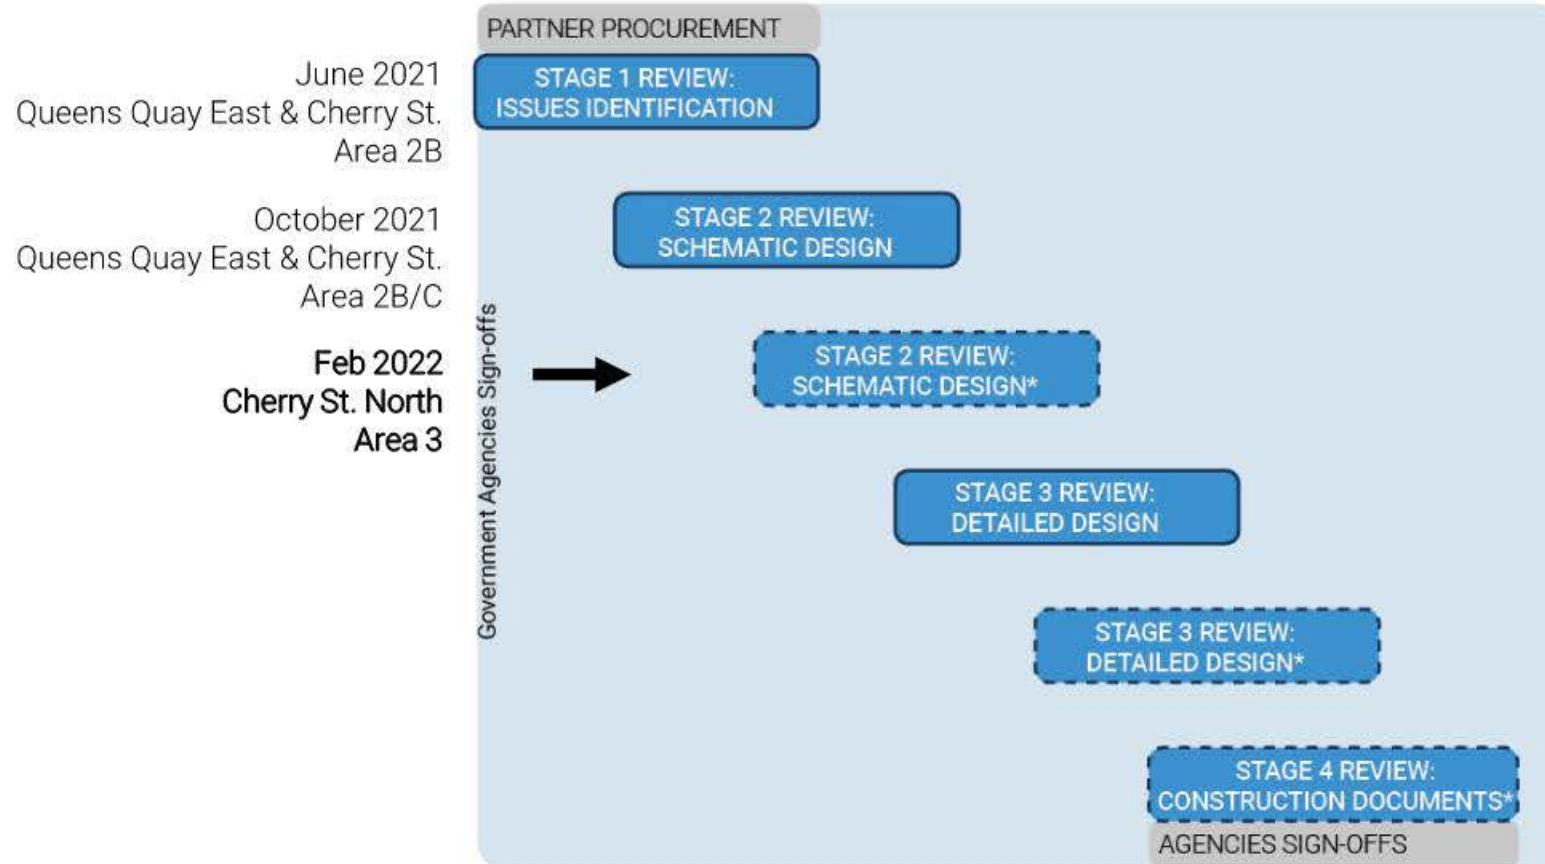 PARTNER PROCUREMENT
June 2021
Queens Quay East & Cherry St.
Area 2B
STAGE 1 REVIEW:
ISSUES IDENTIFICATION
October 2021
Queens Quay East & Cherry St.
Area 2B/C
STAGE 2 REVIEW:
SCHEMATIC DESIGN
Feb 2022
Cherry St. North
Area 3
Government Agencies Sign-offs
STAGE 2 REVIEW:
SCHEMATIC DESIGN*
STAGE 3 REVIEW:
DETAILED DESIGN
STAGE 3 REVIEW:
DETAILED DESIGN*
STAGE 4 REVIEW:
CONSTRUCTION DOCUMENTS*
AGENCIES SIGN-OFFS